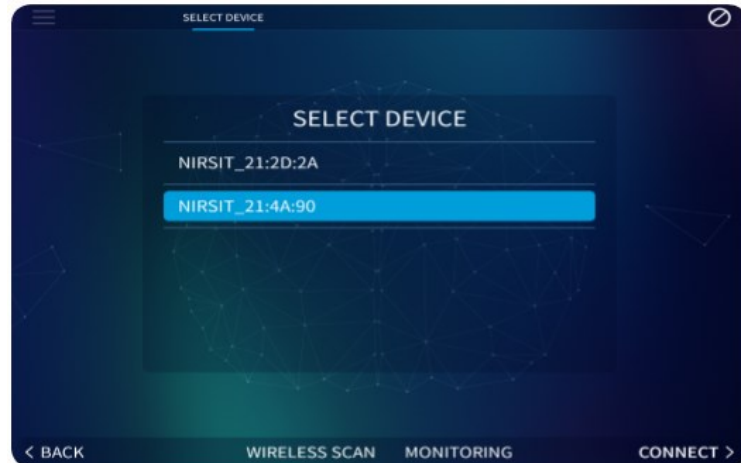 SELECT DEVICE
SELECT DEVICE
NIRSIT_21:2D:2A
NIRSIT_21:4A:90
< BACK WIRELESS SCAN MONITORING CONNECT >